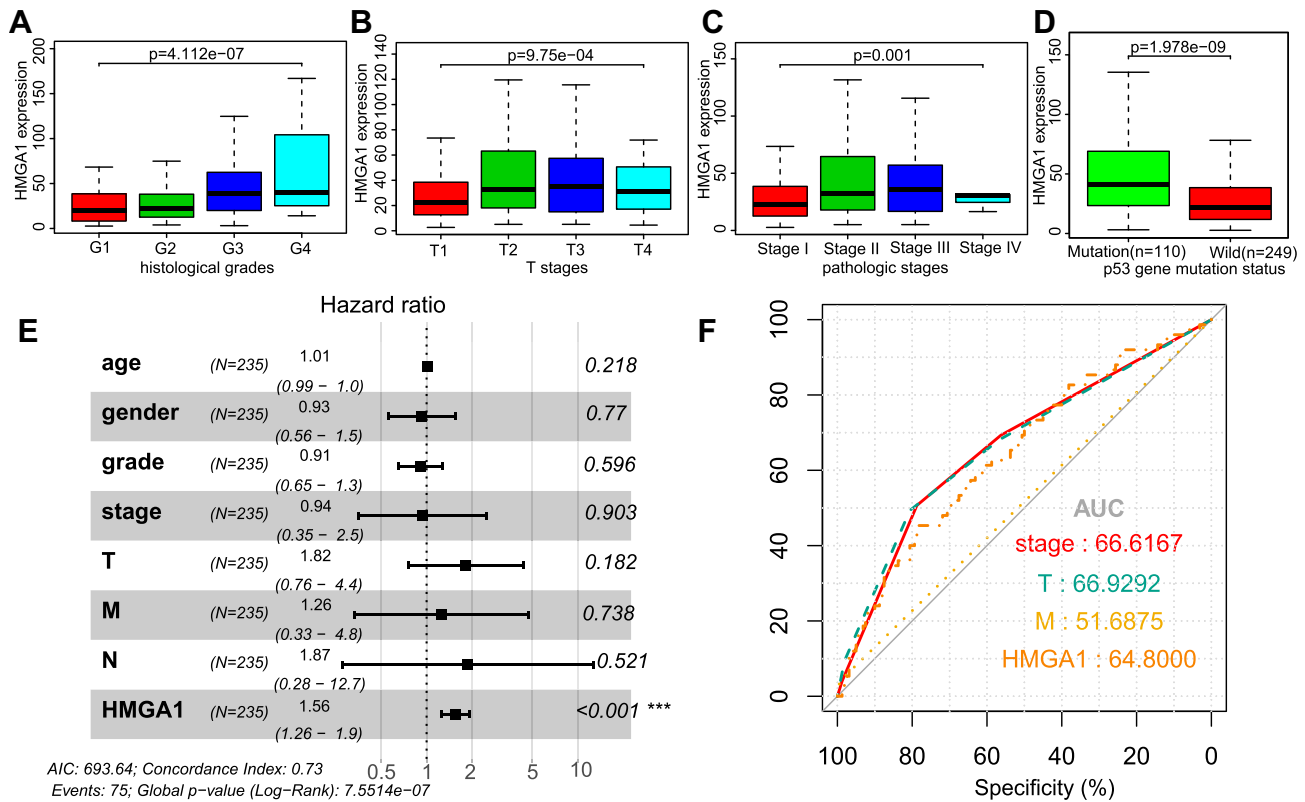 A
HMGA1 expression
200
150
100
50
0
p=4.112e−07
G1 G2 G3 G4
histological grades
B
HMGA1 expression
140
120
100
80
60
40
20
0
p=9.75e−04
T1 T2 T3 T4
T stages
C
HMGA1 expression
150
100
50
0
p=0.001
Stage I Stage II Stage III Stage IV
pathologic stages
D
HMGA1 expression
150
100
50
0
p=1.978e−09
Mutation(n=110) Wild(n=249)
p53 gene mutation status
E
Hazard ratio
age (N=235) 1.01 0.218
(0.99 − 1.0)
gender (N=235) 0.93 0.77
(0.56 − 1.5)
grade (N=235) 0.91 0.596
(0.65 − 1.3)
stage (N=235) 0.94 0.903
(0.35 − 2.5)
T (N=235) 1.82 0.182
(0.76 − 4.4)
M (N=235) 1.26 0.738
(0.33 − 4.8)
N (N=235) 1.87 0.521
(0.28 − 12.7)
HMGA1 (N=235) 1.56 <0.001 ***
(1.26 − 1.9)
0.5 1 2 5 10
AIC: 693.64; Concordance Index: 0.73
Events: 75; Global p−value (Log−Rank): 7.5514e−07
F
100
80
60
40
20
0
AUC
stage : 66.6167
T : 66.9292
M : 51.6875
HMGA1 : 64.8000
100 80 60 40 20 0
Specificity (%)